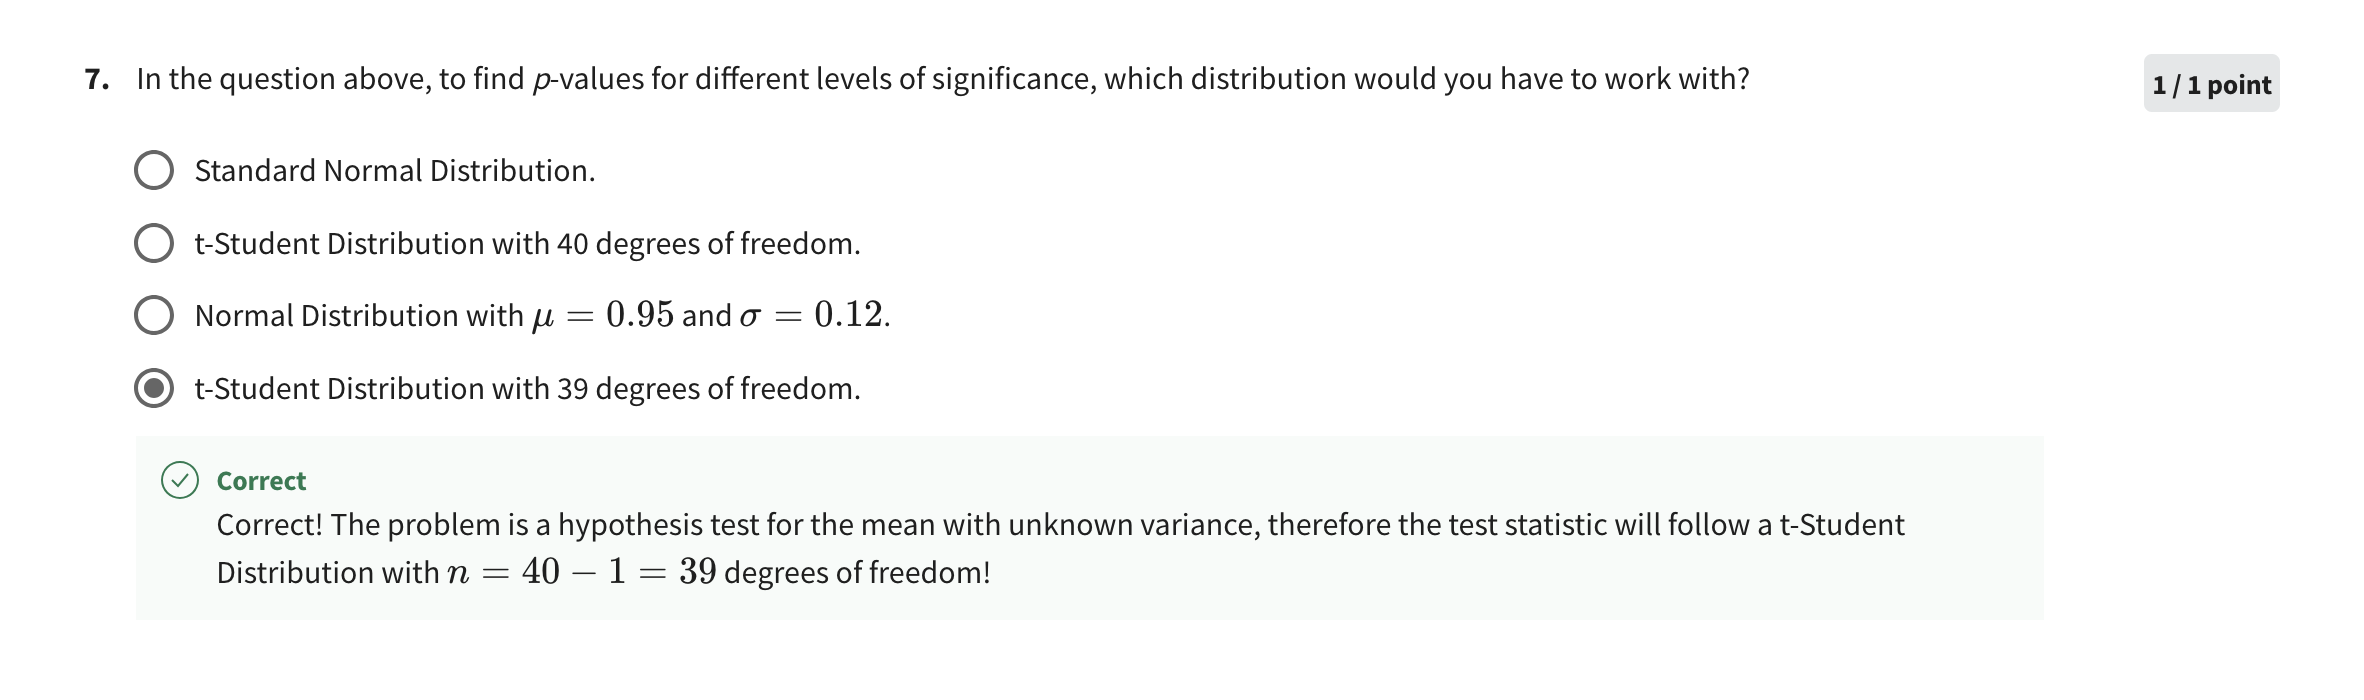 7. In the question above, to find p-values for different levels of significance, which distribution would you have to work with?
1 / 1 point
Standard Normal Distribution.
t-Student Distribution with 40 degrees of freedom.
Normal Distribution with μ = 0.95 and σ = 0.12.
t-Student Distribution with 39 degrees of freedom.
Correct
Correct! The problem is a hypothesis test for the mean with unknown variance, therefore the test statistic will follow a t-Student
Distribution with n = 40 − 1 = 39 degrees of freedom!